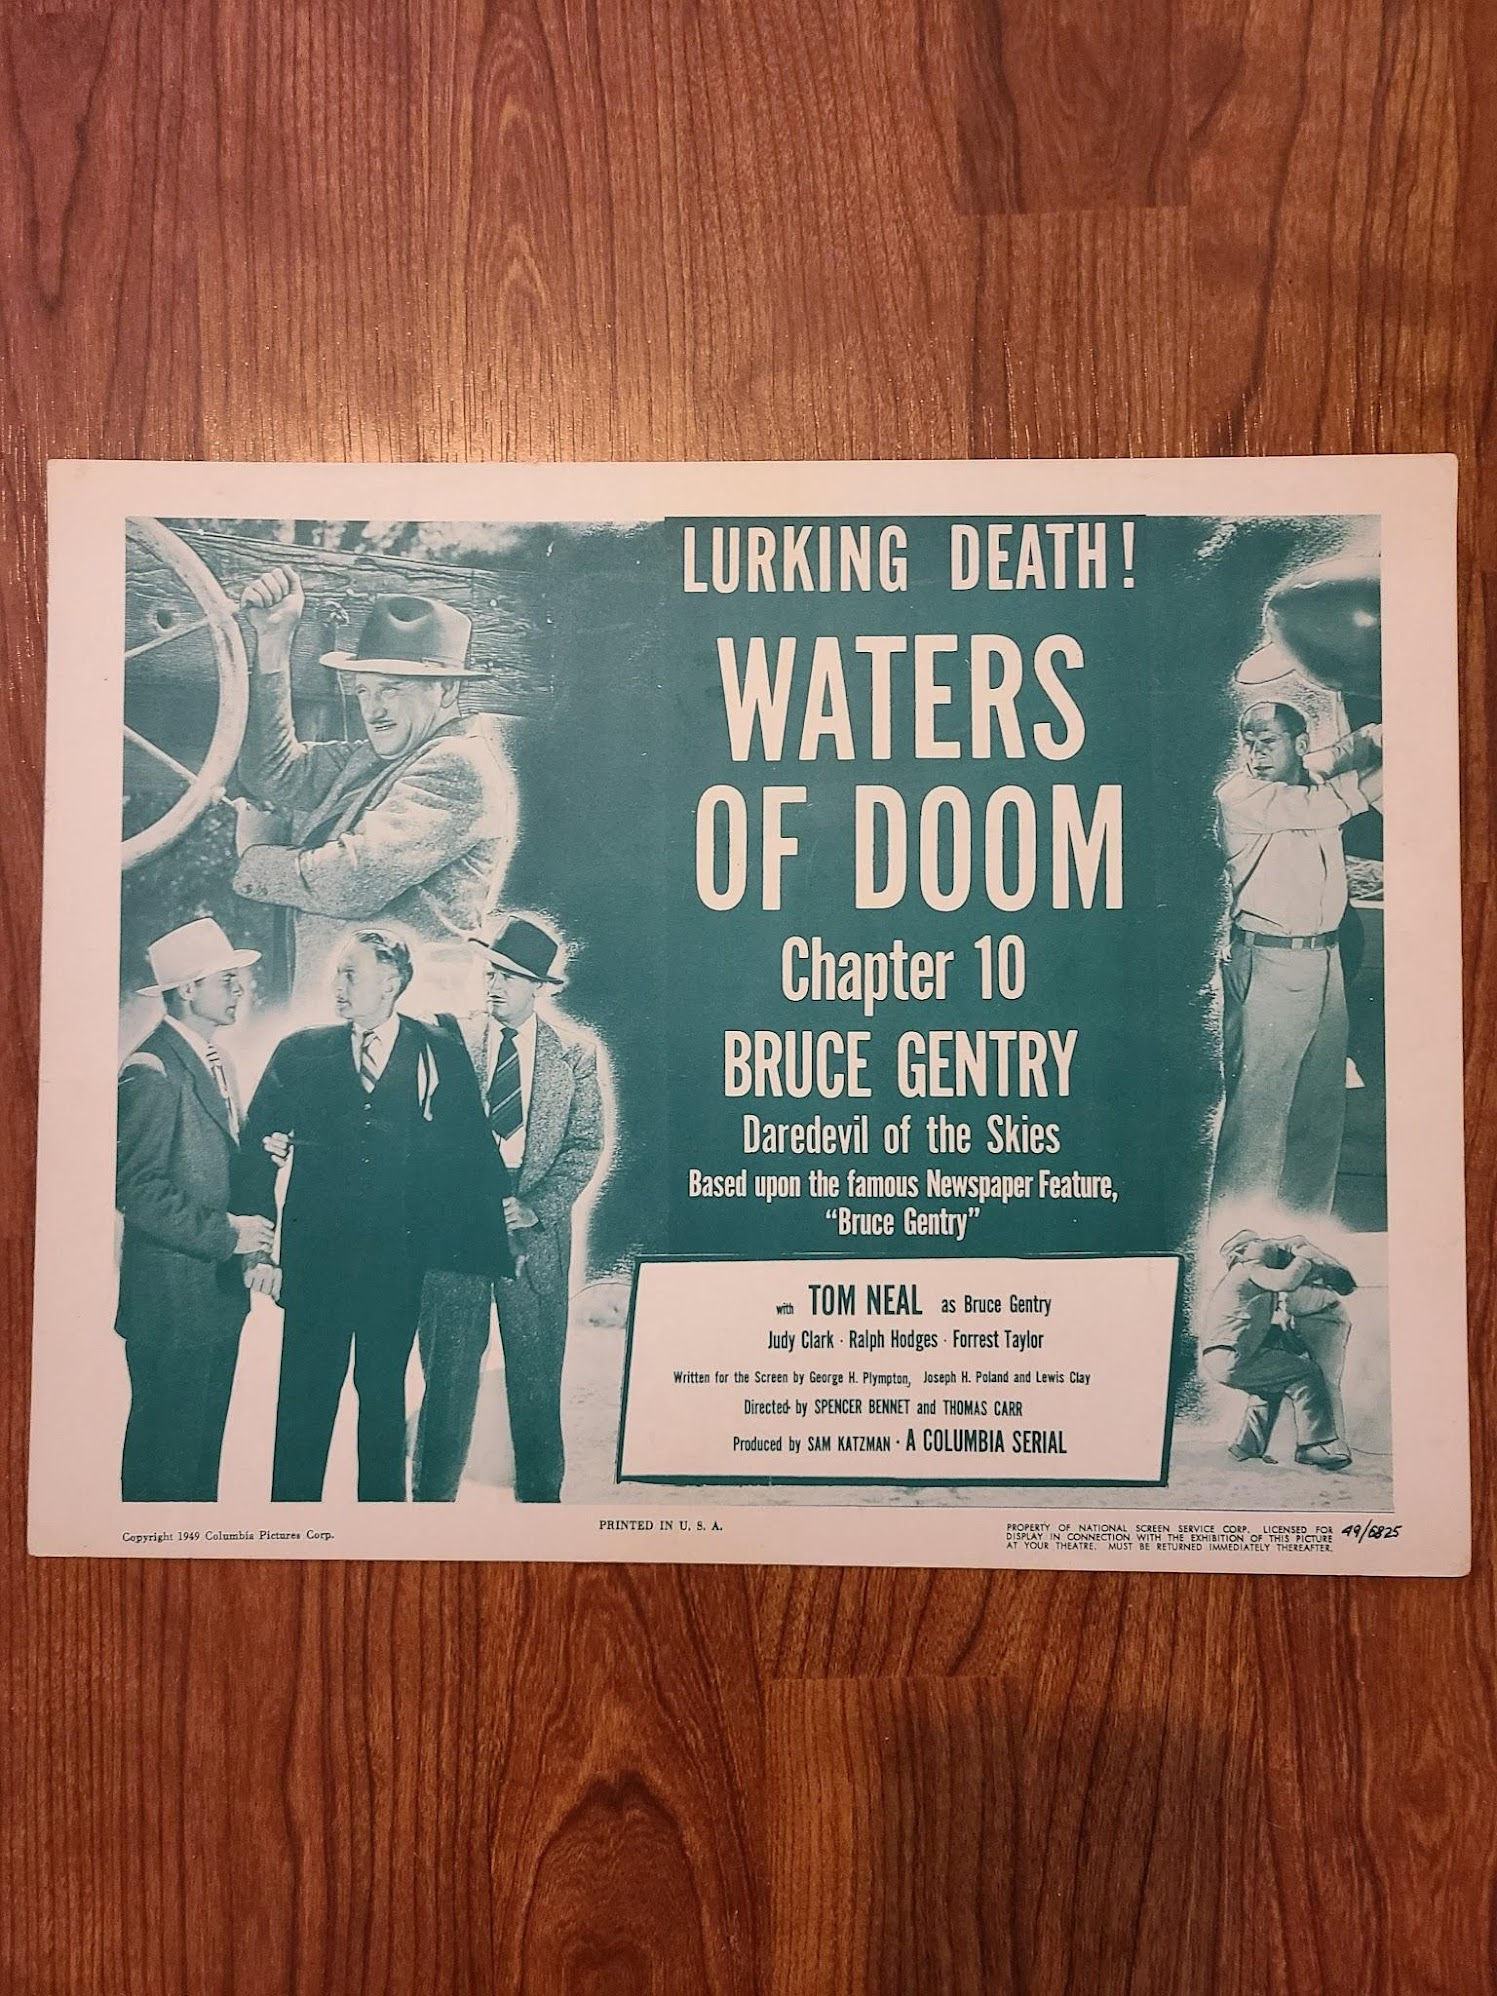 LURKING DEATH!
WATERS
OF DOOM
Chapter 10
BRUCE GENTRY
Daredevil of the Skies
Based upon the famous Newspaper Feature,
"Bruce Gentry"
with TOM NEAL as Bruce Gentry
Judy Clark · Ralph Hodges · Forrest Taylor
Written for the Screen by George H. Plympton, Joseph H. Poland and Lewis Clay
Directed by SPENCER BENNET and THOMAS CARR
Produced by SAM KATZMAN · A COLUMBIA SERIAL
Copyright 1949 Columbia Pictures Corp.
PRINTED IN U. S. A.
PROPERTY OF NATIONAL SCREEN SERVICE CORP. LICENSED FOR
DISPLAY IN CONNECTION WITH THE EXHIBITION OF THIS PICTURE
AT YOUR THEATRE. MUST BE RETURNED IMMEDIATELY THEREAFTER.
49/6825